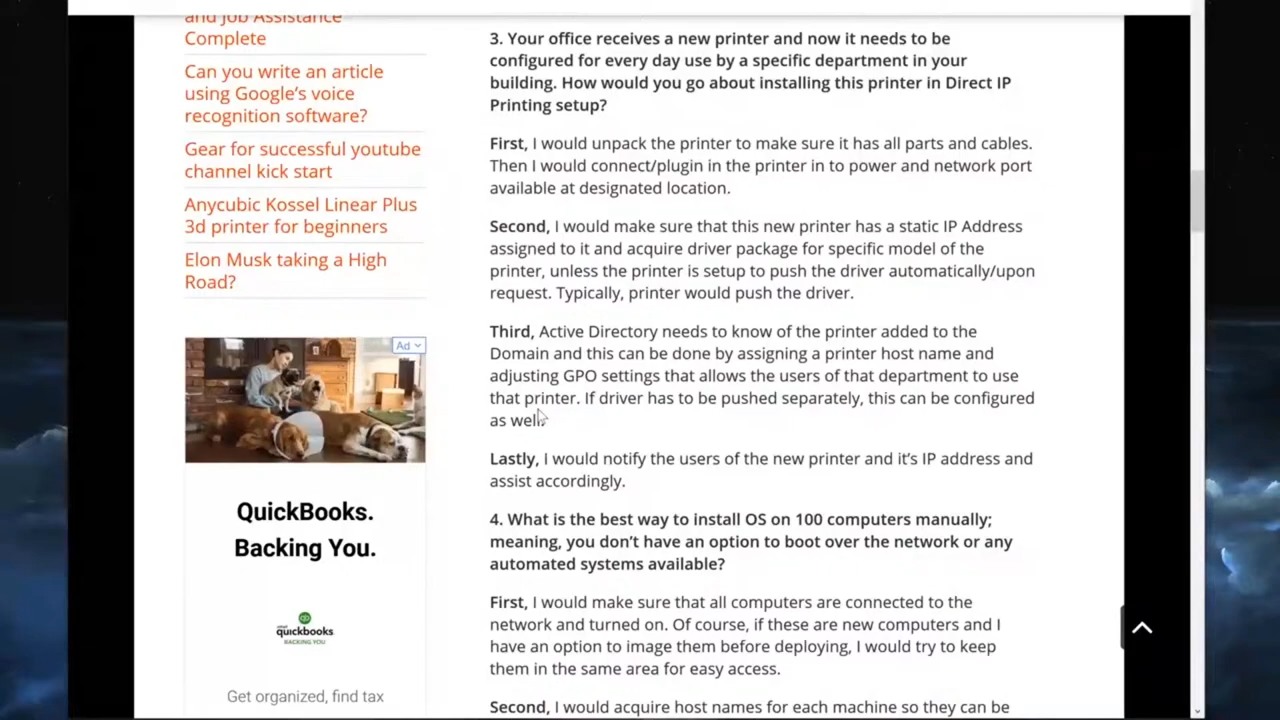 and Job Assistance
Complete
Can you write an article
using Google's voice
recognition software?
Gear for successful youtube
channel kick start
Anycubic Kossel Linear Plus
3d printer for beginners
Elon Musk taking a High
Road?
Ad
QuickBooks.
Backing You.
intuit
quickbooks
BACKING YOU
Get organized, find tax
3. Your office receives a new printer and now it needs to be
configured for every day use by a specific department in your
building. How would you go about installing this printer in Direct IP
Printing setup?
First, I would unpack the printer to make sure it has all parts and cables.
Then I would connect/plugin in the printer in to power and network port
available at designated location.
Second, I would make sure that this new printer has a static IP Address
assigned to it and acquire driver package for specific model of the
printer, unless the printer is setup to push the driver automatically/upon
request. Typically, printer would push the driver.
Third, Active Directory needs to know of the printer added to the
Domain and this can be done by assigning a printer host name and
adjusting GPO settings that allows the users of that department to use
that printer. If driver has to be pushed separately, this can be configured
as well.
Lastly, I would notify the users of the new printer and it's IP address and
assist accordingly.
4. What is the best way to install OS on 100 computers manually;
meaning, you don't have an option to boot over the network or any
automated systems available?
First, I would make sure that all computers are connected to the
network and turned on. Of course, if these are new computers and I
have an option to image them before deploying, I would try to keep
them in the same area for easy access.
Second, I would acquire host names for each machine so they can be